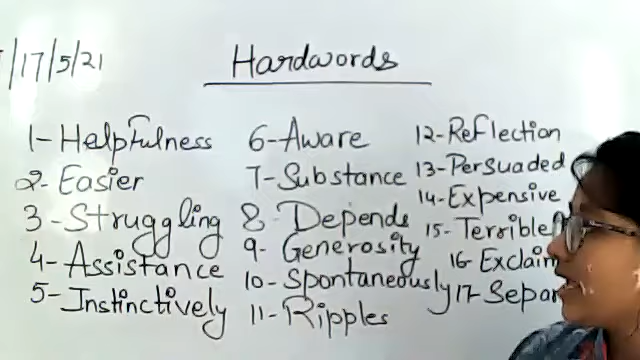 /17/5/21
Hardwords
1-Helpfulness
2-Easier
3-Struggling
4-Assistance
5-Instinctively
6-Aware
7-Substance
8-Depends
9-Generosity
10-Spontaneously
11-Ripples
12-Reflection
13-Persuaded
14-Expensive
15-Terrible
16-Exclaim
17-Separ